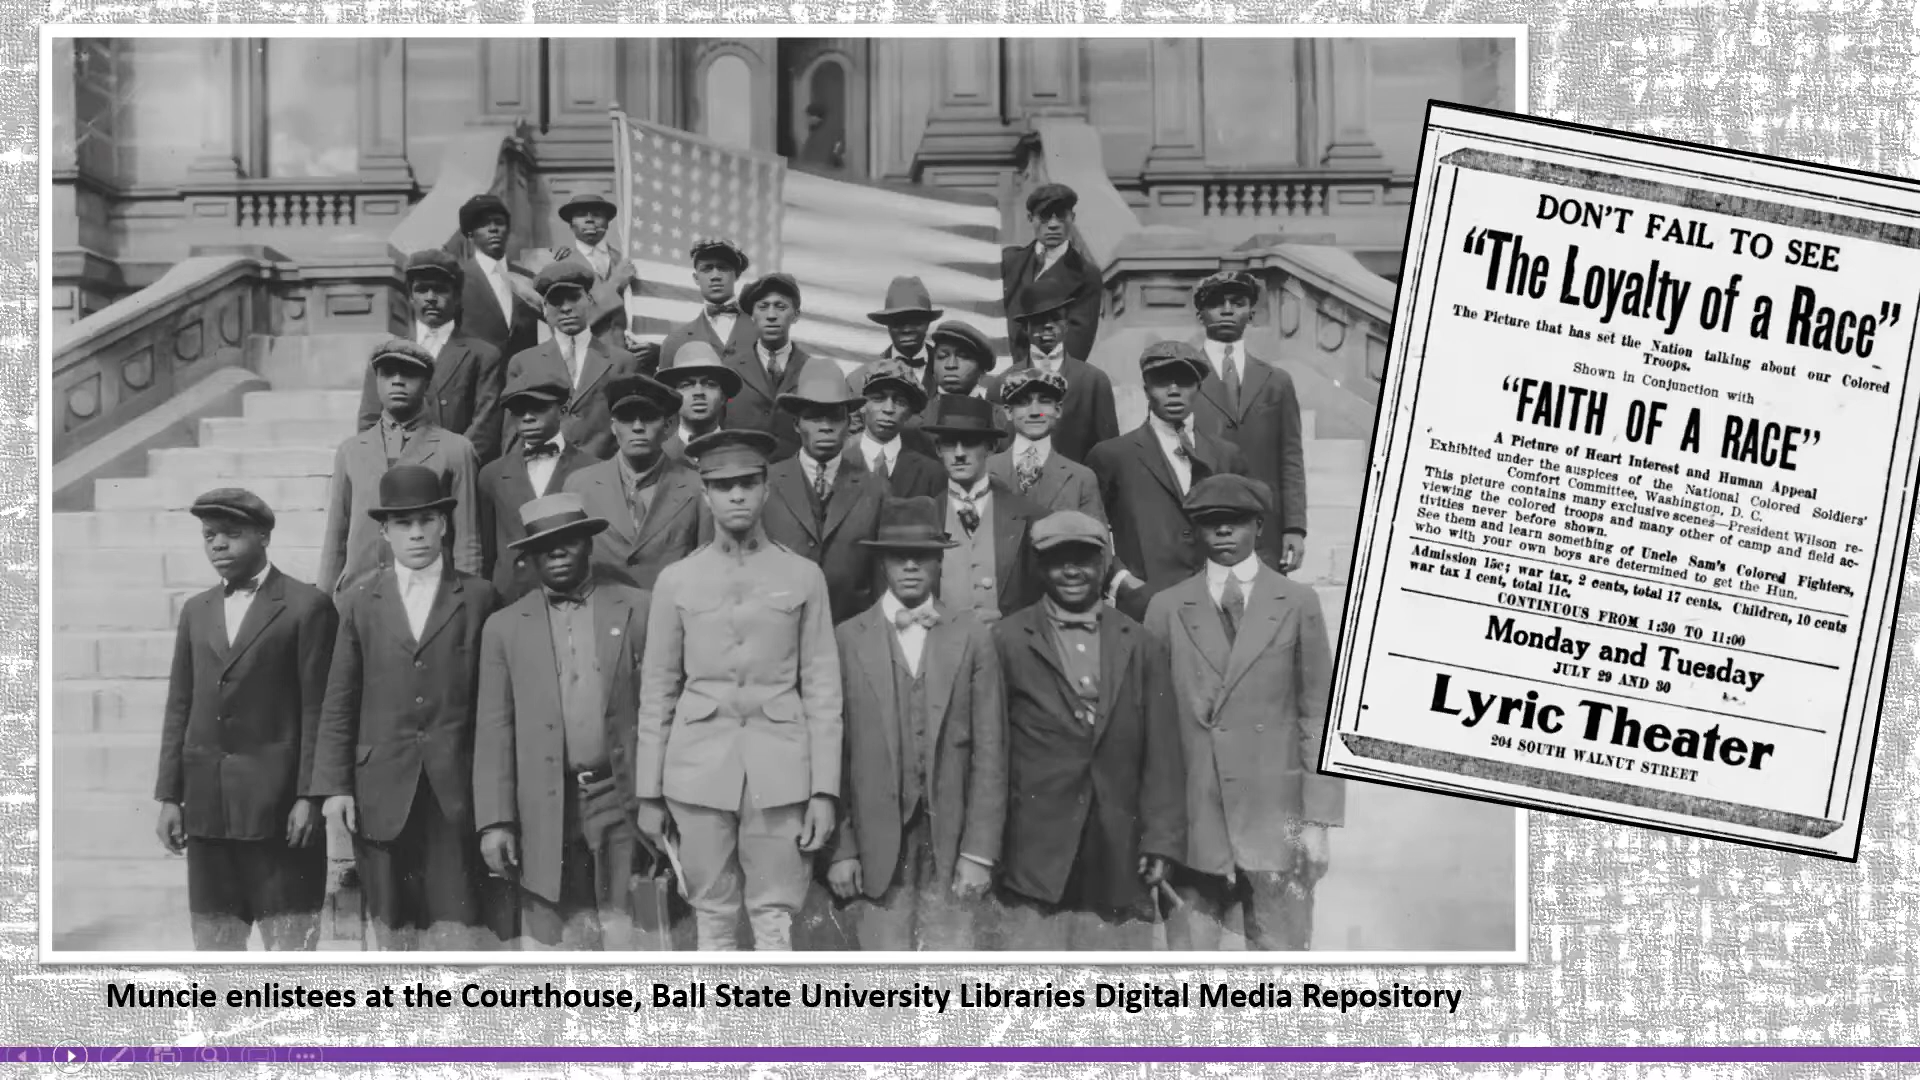 DON'T FAIL TO SEE
"The Loyalty of a Race"
The Picture that has set the Nation talking about our Colored
Troops.
Shown in Conjunction with
"FAITH OF A RACE"
A Picture of Heart Interest and Human Appeal
Exhibited under the auspices of the National Colored Soldiers'
Comfort Committee, Washington, D. C.
This picture contains many exclusive scenes—President Wilson re-
viewing the colored troops and many other of camp and field ac-
tivities never before shown.
See them and learn something of Uncle Sam's Colored Fighters,
who with your own boys are determined to get the Hun.
Admission 15c; war tax, 2 cents, total 17 cents. Children, 10 cents
war tax 1 cent, total 11c.
CONTINUOUS FROM 1:30 TO 11:00
Monday and Tuesday
JULY 29 AND 30
Lyric Theater
204 SOUTH WALNUT STREET
Muncie enlistees at the Courthouse, Ball State University Libraries Digital Media Repository